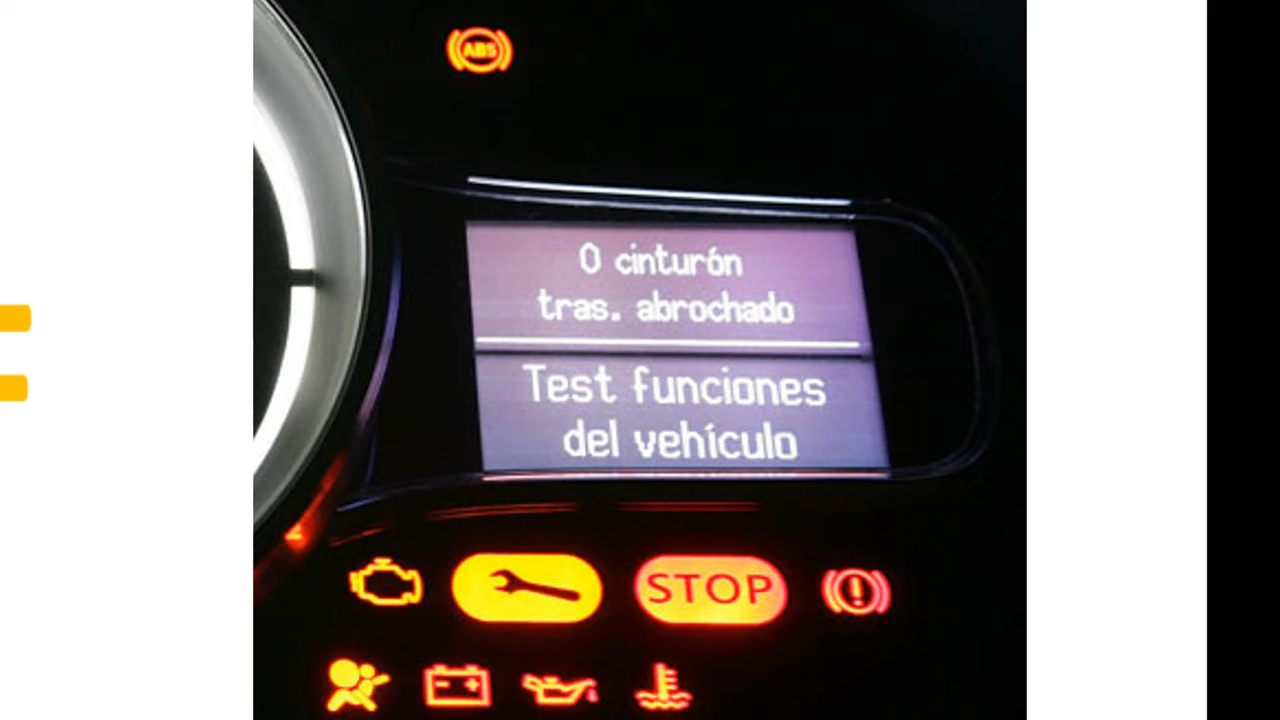 ABS
0 cinturón
tras. abrochado
Test funciones
del vehículo
STOP